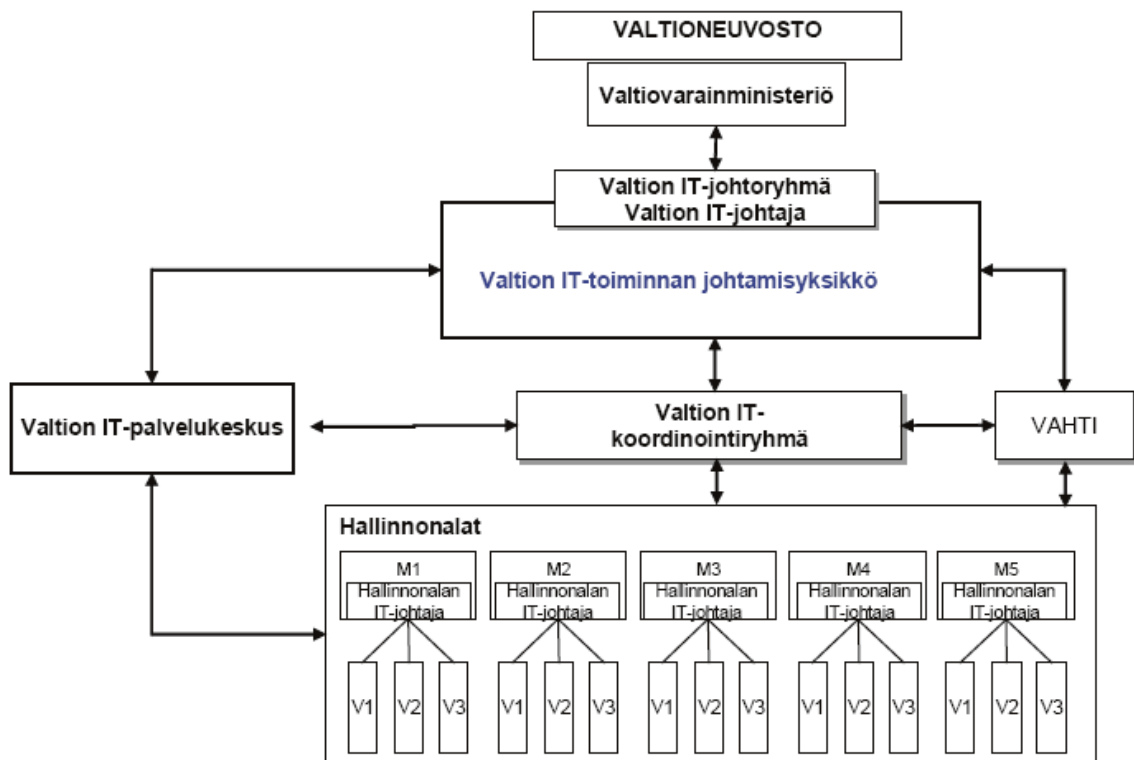 VALTIONEUVOSTO
Valtiovarainministeriö
Valtion IT-johtoryhmä
Valtion IT-johtaja
Valtion IT-toiminnan johtamisyksikkö
Valtion IT-palvelukeskus
Valtion IT-
koordinointiryhmä
VAHTI
Hallinnonalat
M1
Hallinnonalan
IT-johtaja
M2
Hallinnonalan
IT-johtaja
M3
Hallinnonalan
IT-johtaja
M4
Hallinnonalan
IT-johtaja
M5
Hallinnonalan
IT-johtaja
V1 V2 V3 V1 V2 V3 V1 V2 V3 V1 V2 V3 V1 V2 V3